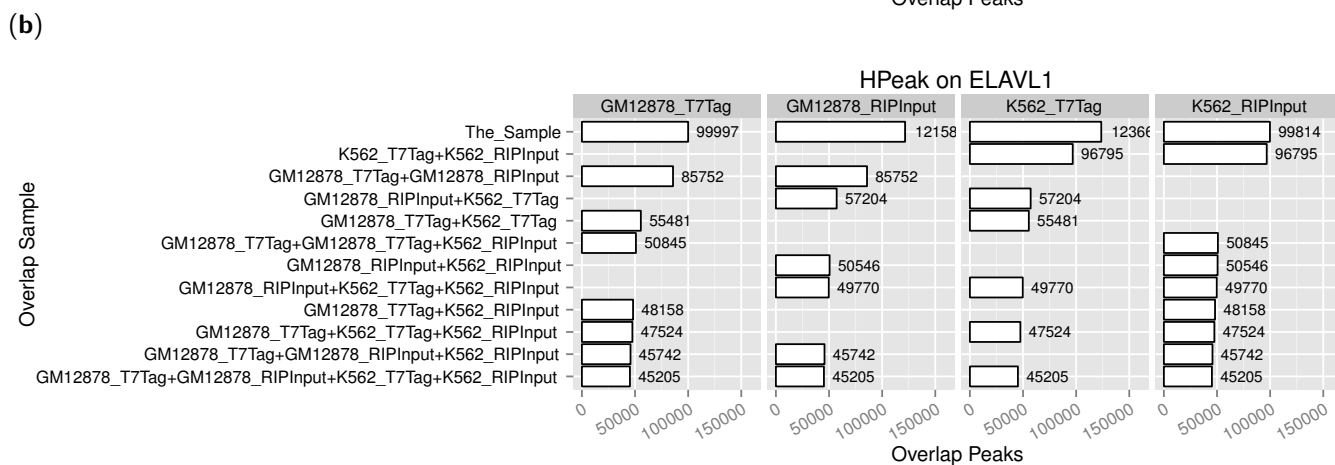 Overlap Peaks
(b)
HPeak on ELAVL1
GM12878_T7Tag GM12878_RIPInput K562_T7Tag K562_RIPInput
The_Sample 99997 12158 12366 99814
K562_T7Tag+K562_RIPInput 96795 96795
GM12878_T7Tag+GM12878_RIPInput 85752 85752
GM12878_RIPInput+K562_T7Tag 57204 57204
GM12878_T7Tag+K562_T7Tag 55481 55481
GM12878_T7Tag+GM12878_T7Tag+K562_RIPInput 50845 50845
GM12878_RIPInput+K562_RIPInput 50546 50546
GM12878_RIPInput+K562_T7Tag+K562_RIPInput 49770 49770 49770
GM12878_T7Tag+K562_RIPInput 48158 48158
GM12878_T7Tag+K562_T7Tag+K562_RIPInput 47524 47524 47524
GM12878_T7Tag+GM12878_RIPInput+K562_RIPInput 45742 45742 45742
GM12878_T7Tag+GM12878_RIPInput+K562_T7Tag+K562_RIPInput 45205 45205 45205 45205
0 50000 100000 150000 0 50000 100000 150000 0 50000 100000 150000 0 50000 100000 150000
Overlap Peaks
Overlap Sample